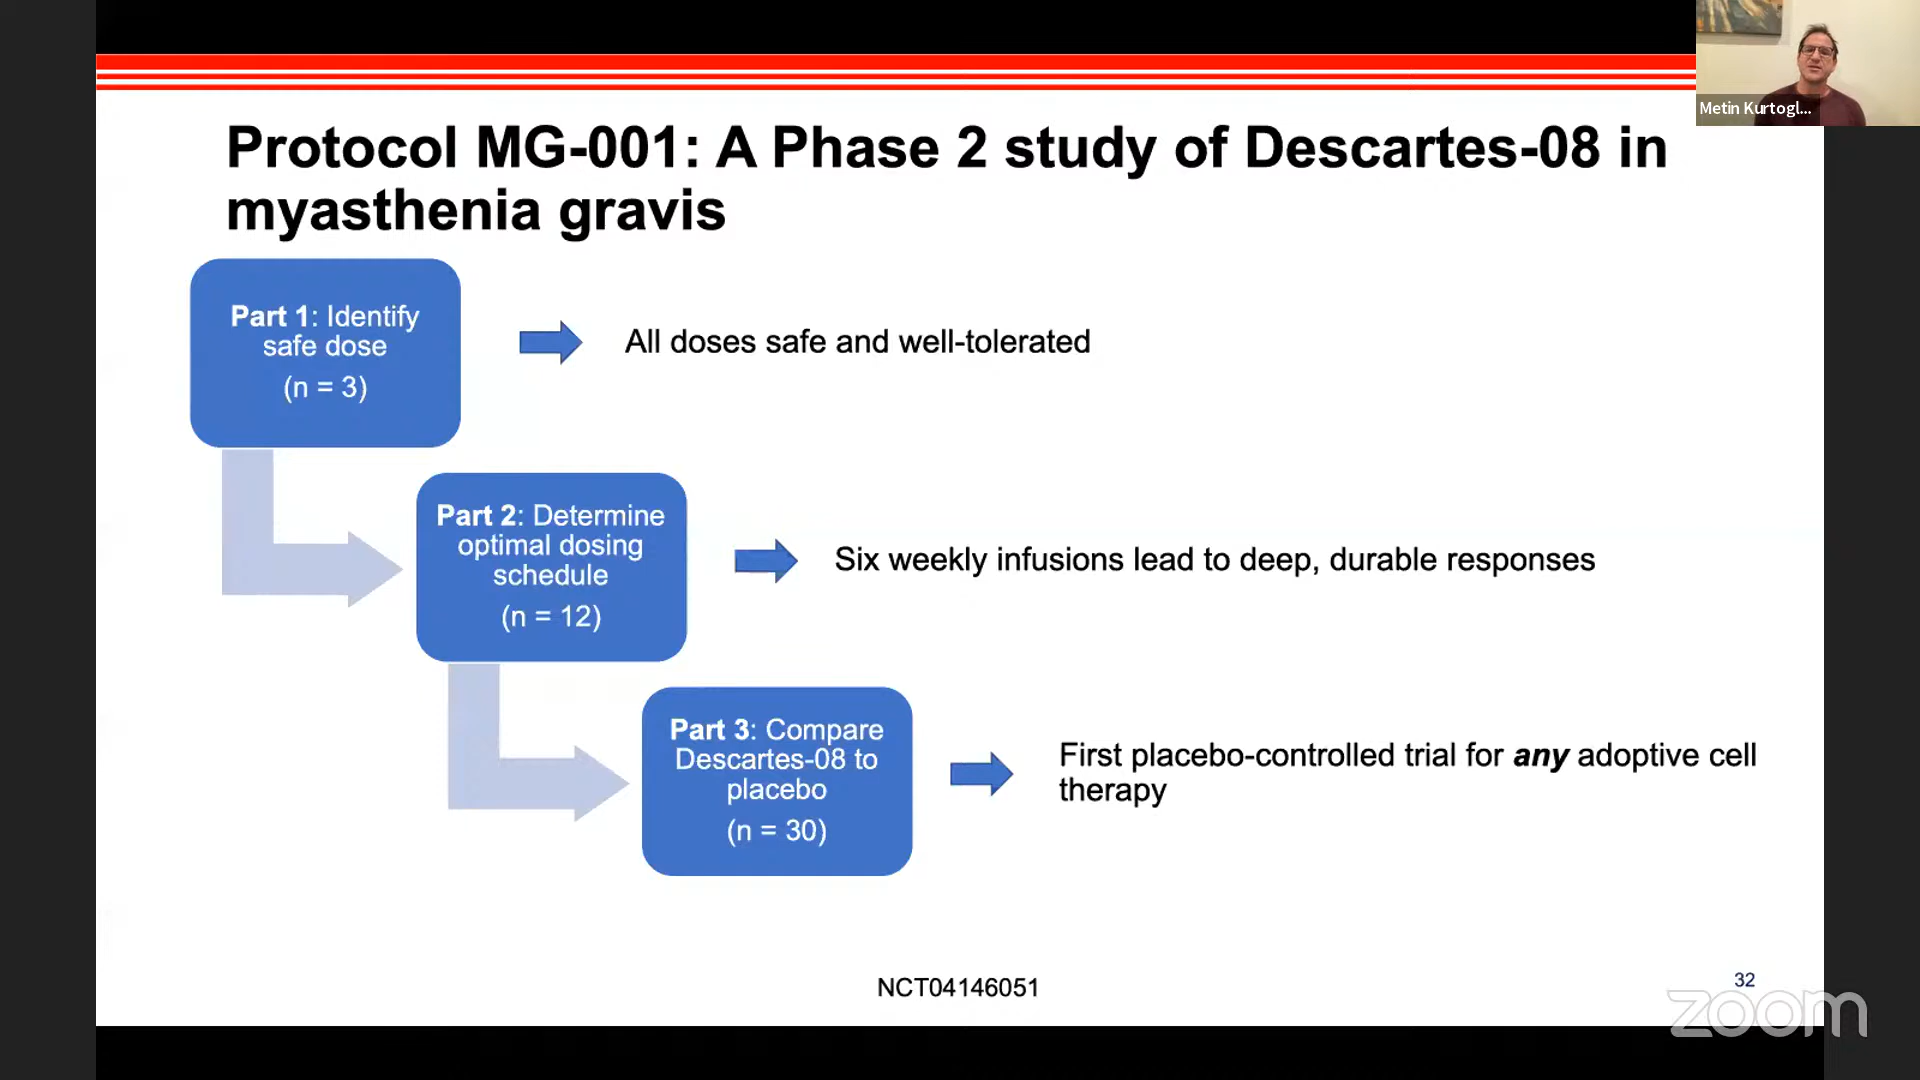 Metin Kurtogl...
Protocol MG-001: A Phase 2 study of Descartes-08 in
myasthenia gravis
Part 1: Identify
safe dose
(n = 3)
All doses safe and well-tolerated
Part 2: Determine
optimal dosing
schedule
(n = 12)
Six weekly infusions lead to deep, durable responses
Part 3: Compare
Descartes-08 to
placebo
(n = 30)
First placebo-controlled trial for any adoptive cell
therapy
NCT04146051
32
zoom